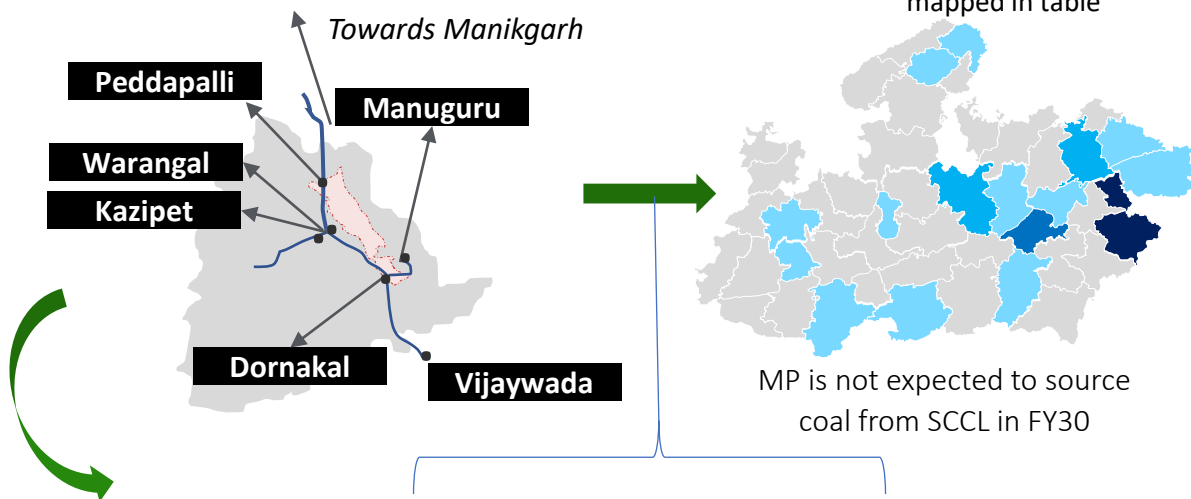 mapped in table
Towards Manikgarh
Peddapalli
Manuguru
Warangal
Kazipet
Dornakal
Vijaywada
MP is not expected to source
coal from SCCL in FY30